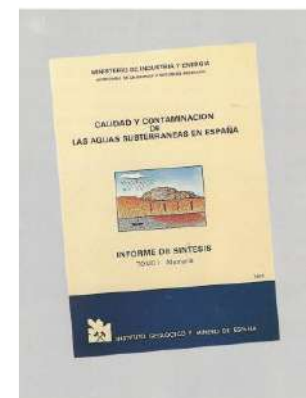 MINISTERIO DE INDUSTRIA Y ENERGIA
CALIDAD Y CONTAMINACION
DE
LAS AGUAS SUBTERRANEAS EN ESPAÑA
INFORME DE SINTESIS
TOMO I Memoria
INSTITUTO GEOLOGICO Y MINERO DE ESPAÑA